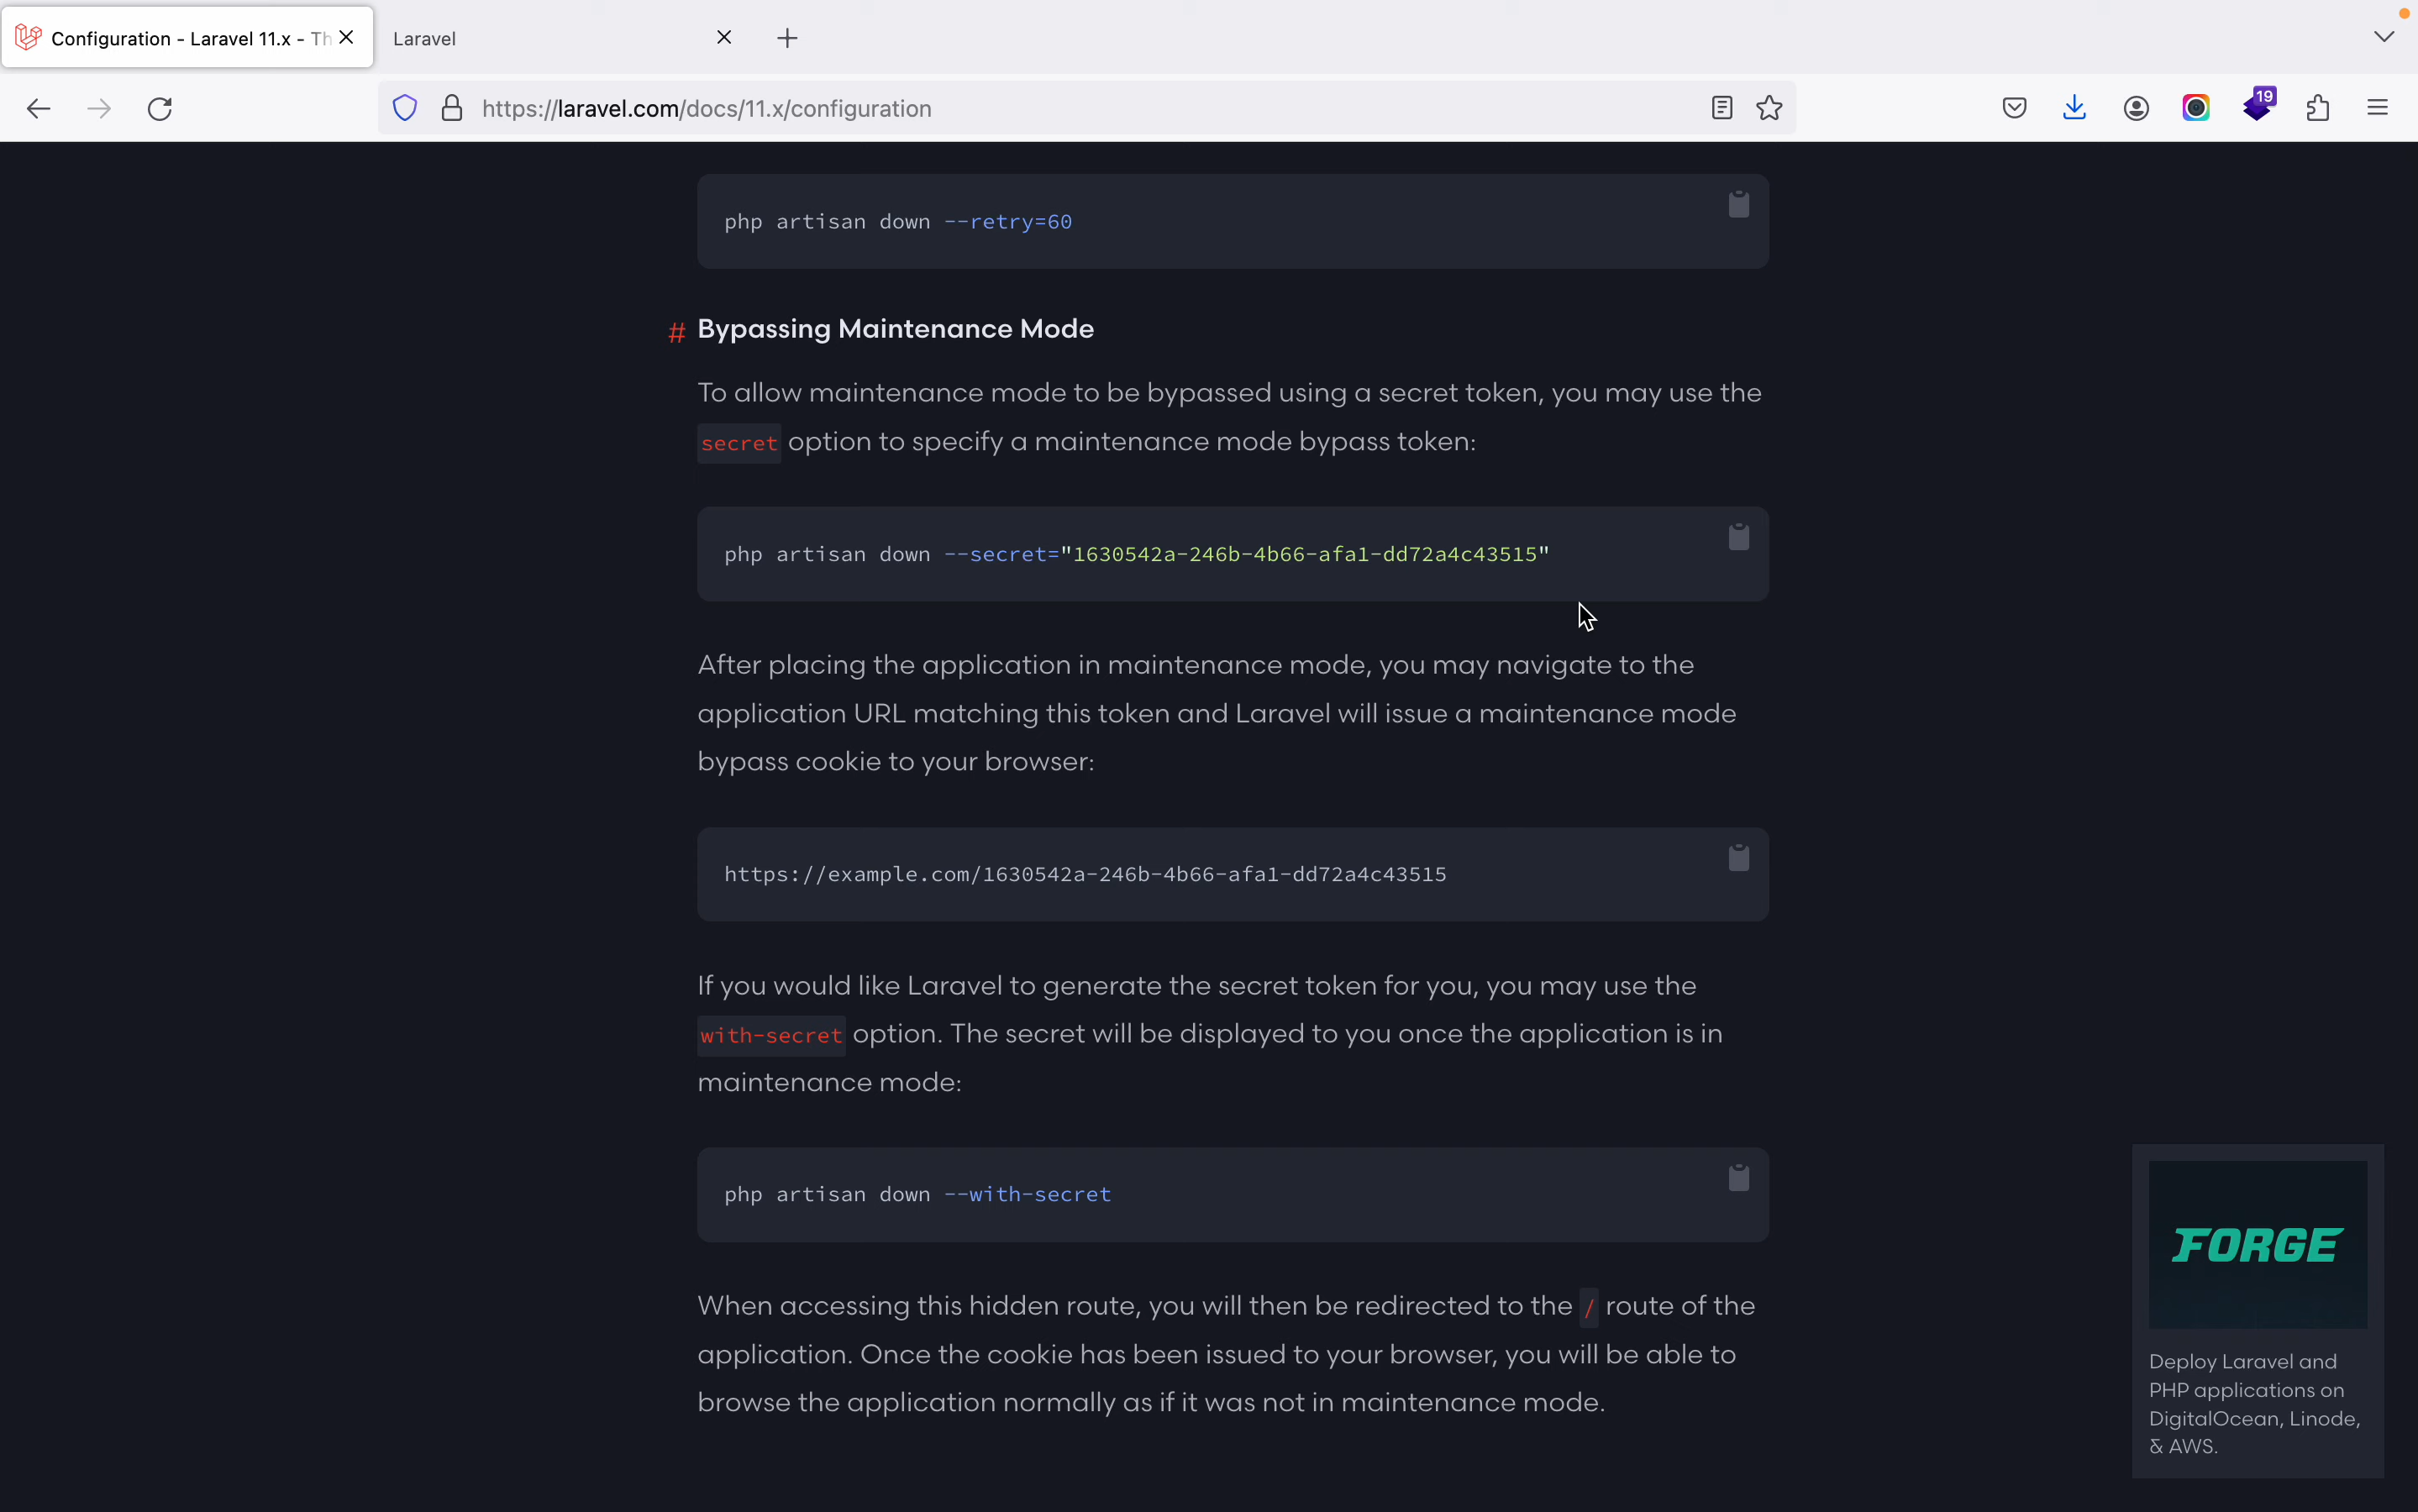 Configuration - Laravel 11.x - Th
Laravel
https://laravel.com/docs/11.x/configuration
19
php artisan down --retry=60
# Bypassing Maintenance Mode
To allow maintenance mode to be bypassed using a secret token, you may use the
secret option to specify a maintenance mode bypass token:
php artisan down --secret="1630542a-246b-4b66-afa1-dd72a4c43515"
After placing the application in maintenance mode, you may navigate to the
application URL matching this token and Laravel will issue a maintenance mode
bypass cookie to your browser:
https://example.com/1630542a-246b-4b66-afa1-dd72a4c43515
If you would like Laravel to generate the secret token for you, you may use the
with-secret option. The secret will be displayed to you once the application is in
maintenance mode:
php artisan down --with-secret
When accessing this hidden route, you will then be redirected to the / route of the
application. Once the cookie has been issued to your browser, you will be able to
browse the application normally as if it was not in maintenance mode.
FORGE
Deploy Laravel and
PHP applications on
DigitalOcean, Linode,
& AWS.